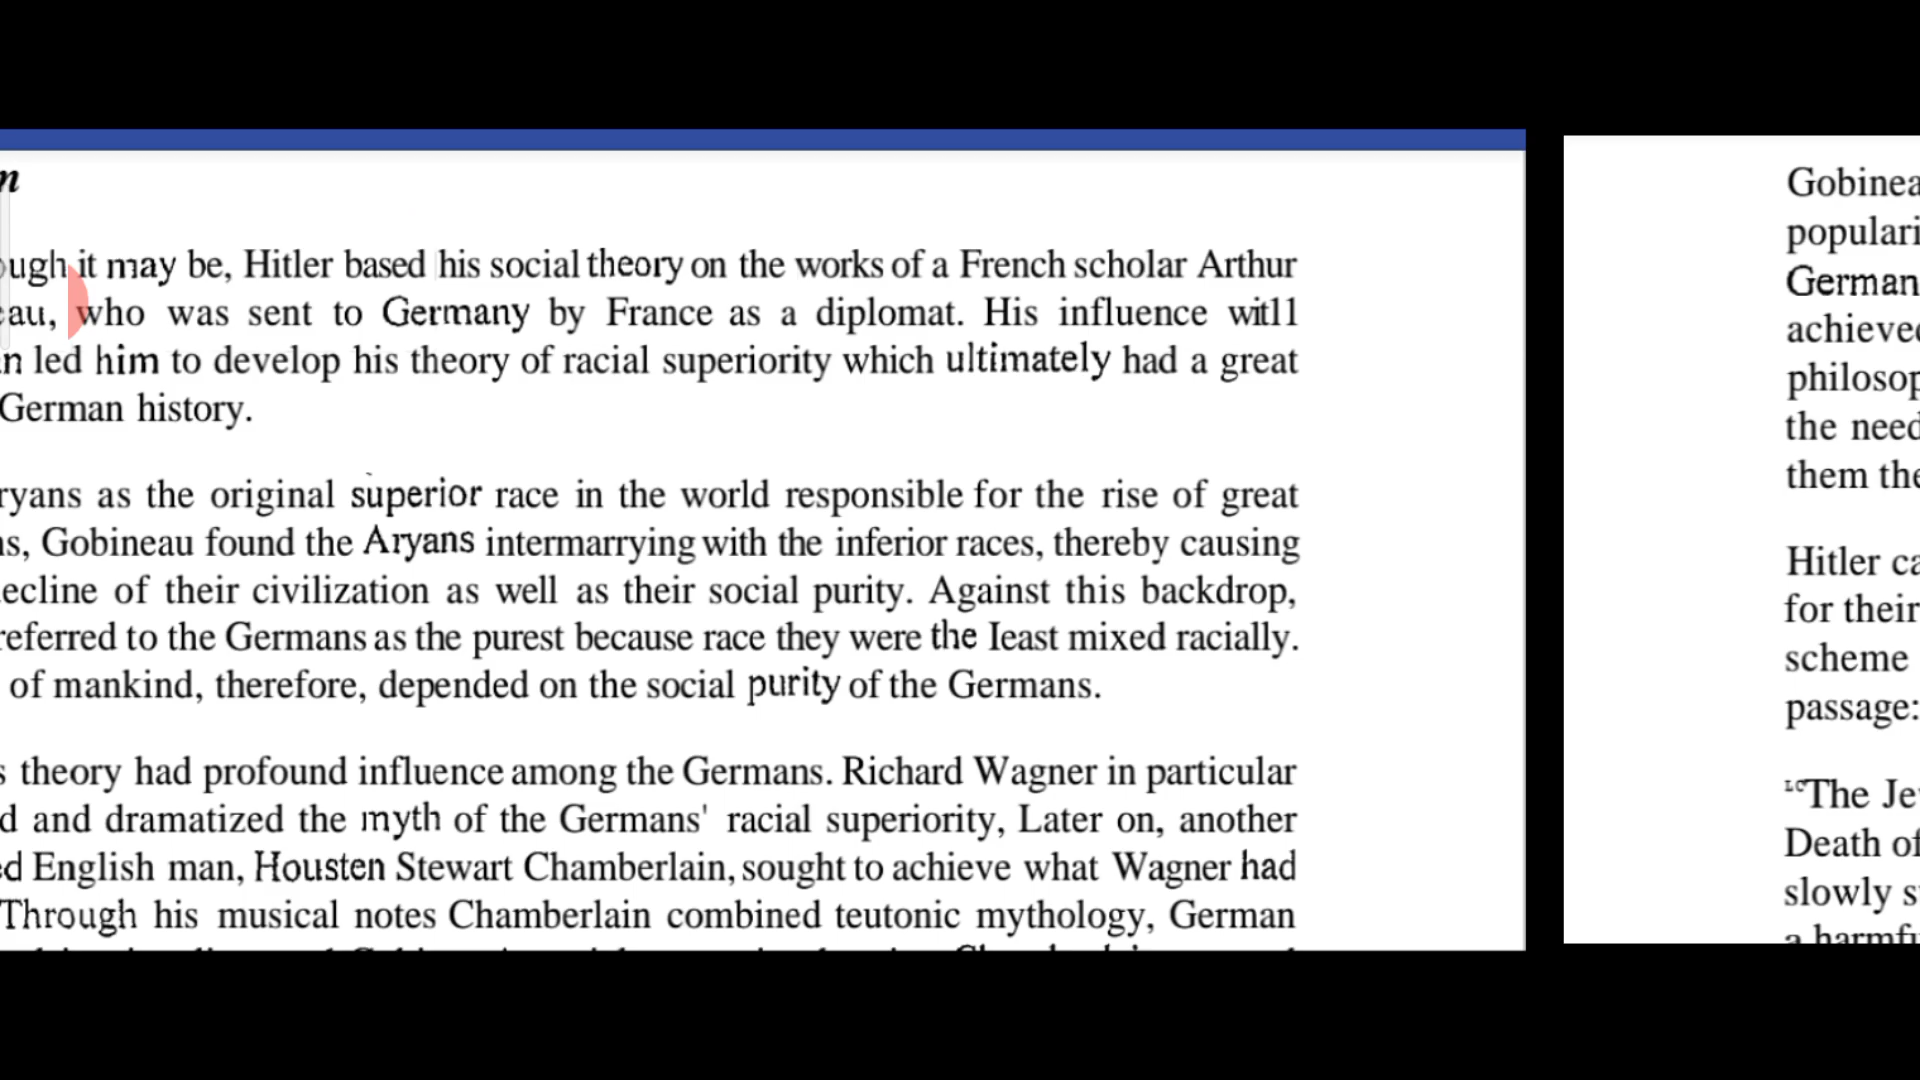 n
ough it may be, Hitler based his social theory on the works of a French scholar Arthur
eau, who was sent to Germany by France as a diplomat. His influence witl1
n led him to develop his theory of racial superiority which ultimately had a great
German history.
ryans as the original superior race in the world responsible for the rise of great
ns, Gobineau found the Aryans intermarrying with the inferior races, thereby causing
ecline of their civilization as well as their social purity. Against this backdrop,
referred to the Germans as the purest because race they were the Ieast mixed racially.
of mankind, therefore, depended on the social purity of the Germans.
s theory had profound influence among the Germans. Richard Wagner in particular
d and dramatized the myth of the Germans' racial superiority, Later on, another
ed English man, Housten Stewart Chamberlain, sought to achieve what Wagner had
Through his musical notes Chamberlain combined teutonic mythology, German
Gobinea
populari
German
achieved
philosop
the need
them the
Hitler ca
for their
scheme
passage:
"The Je
Death of
slowly s
a harmfu